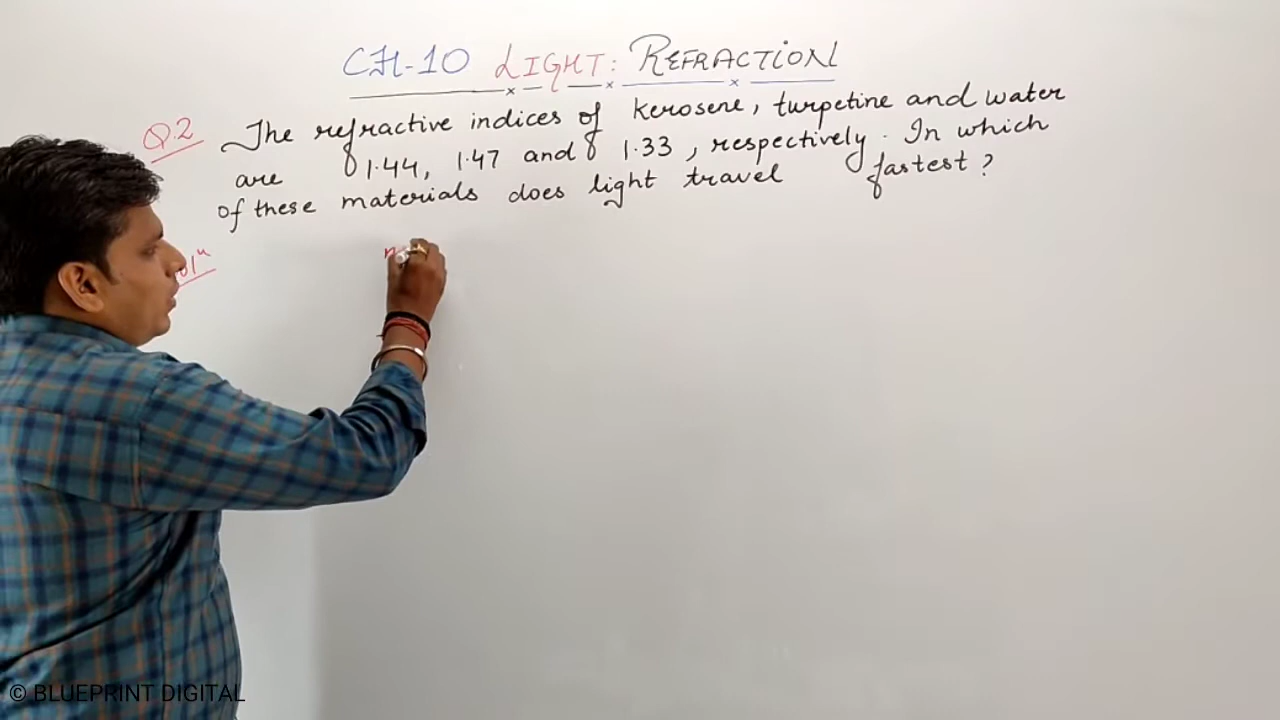 CH-10 LIGHT: REFRACTION
Q.2 The refractive indices of kerosene, turpetine and water
are 1.44, 1.47 and 1.33, respectively. In which
of these materials does light travel fastest?
n
© BLUEPRINT DIGITAL